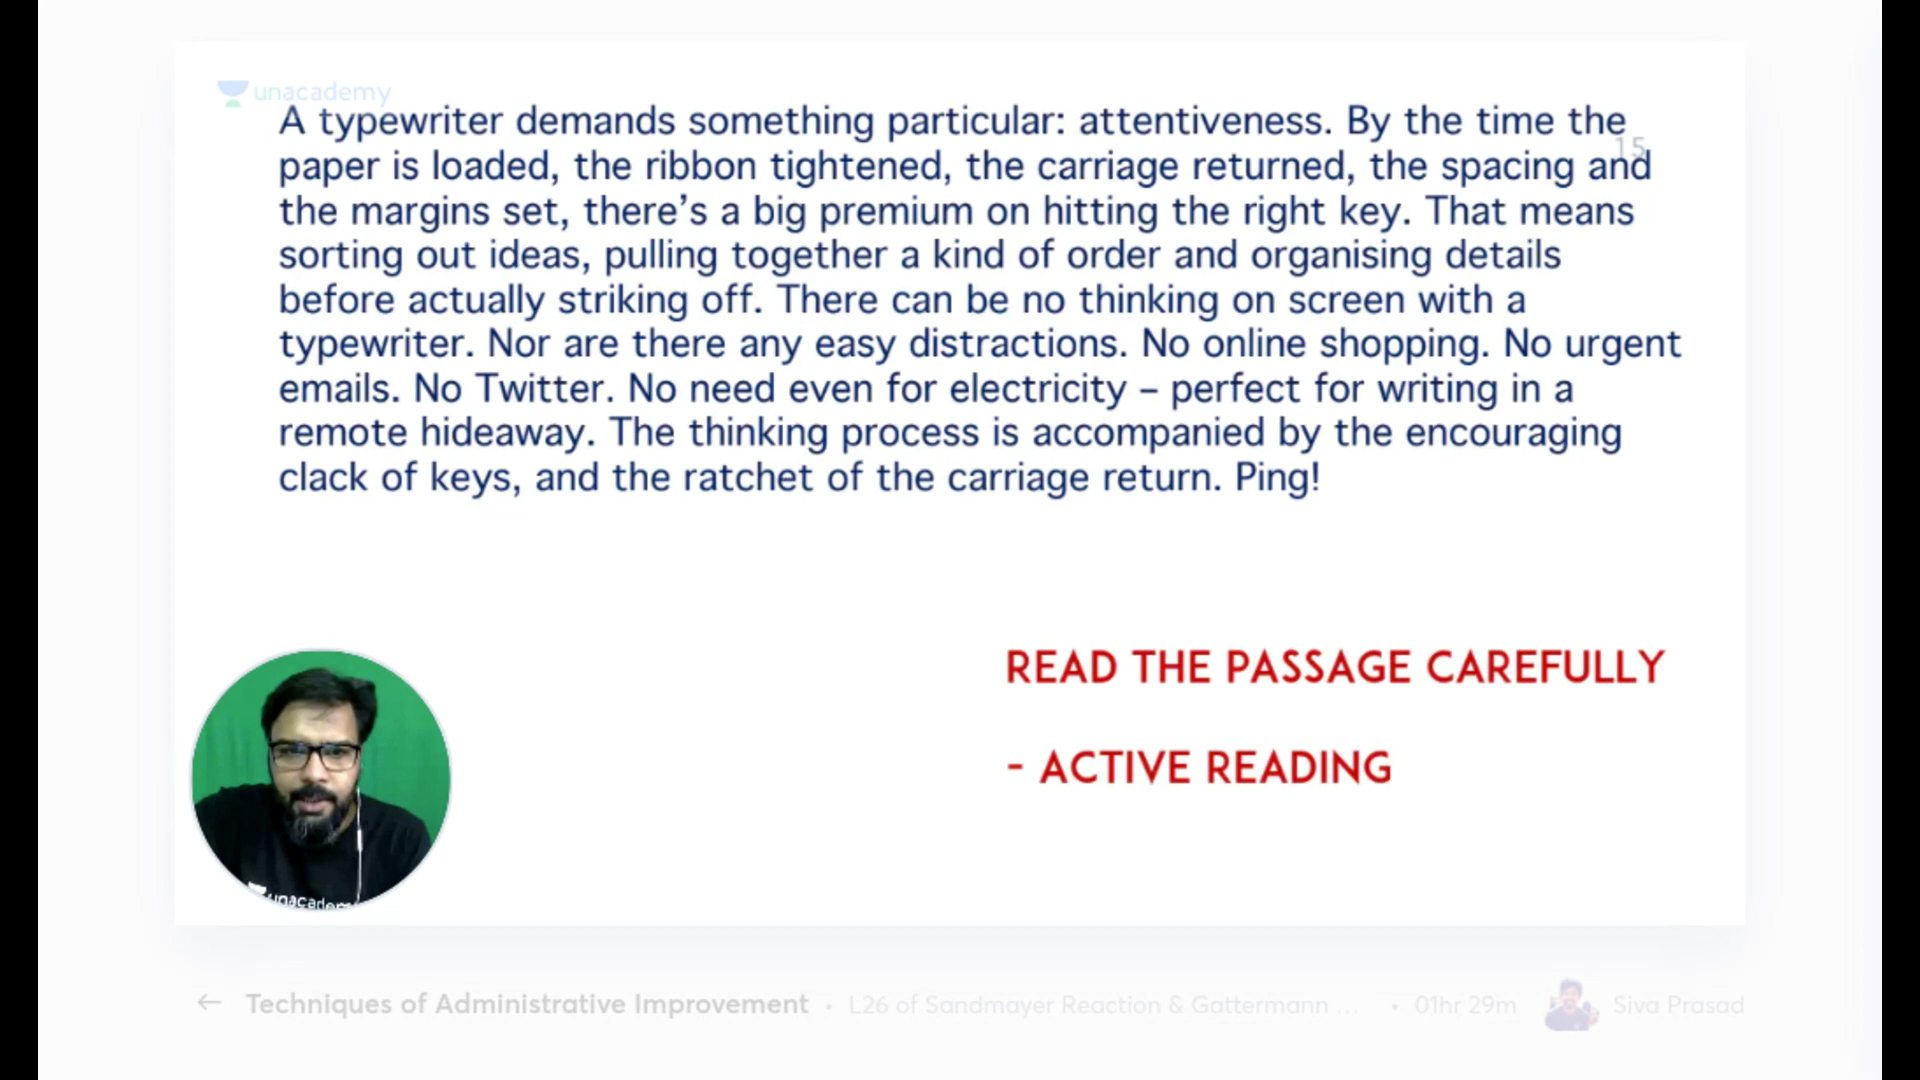 unacademy
A typewriter demands something particular: attentiveness. By the time the
15
paper is loaded, the ribbon tightened, the carriage returned, the spacing and
the margins set, there’s a big premium on hitting the right key. That means
sorting out ideas, pulling together a kind of order and organising details
before actually striking off. There can be no thinking on screen with a
typewriter. Nor are there any easy distractions. No online shopping. No urgent
emails. No Twitter. No need even for electricity – perfect for writing in a
remote hideaway. The thinking process is accompanied by the encouraging
clack of keys, and the ratchet of the carriage return. Ping!
READ THE PASSAGE CAREFULLY
- ACTIVE READING
unacademy
← Techniques of Administrative Improvement • L26 of Sandmayer Reaction & Gattermann ... • 01hr 29m Siva Prasad